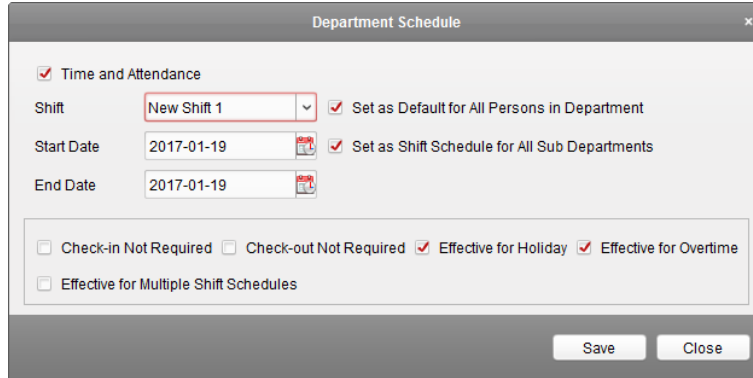 Department Schedule
Time and Attendance
Shift New Shift 1 Set as Default for All Persons in Department
Start Date 2017-01-19 Set as Shift Schedule for All Sub Departments
End Date 2017-01-19
Check-in Not Required Check-out Not Required Effective for Holiday Effective for Overtime
Effective for Multiple Shift Schedules
Save Close